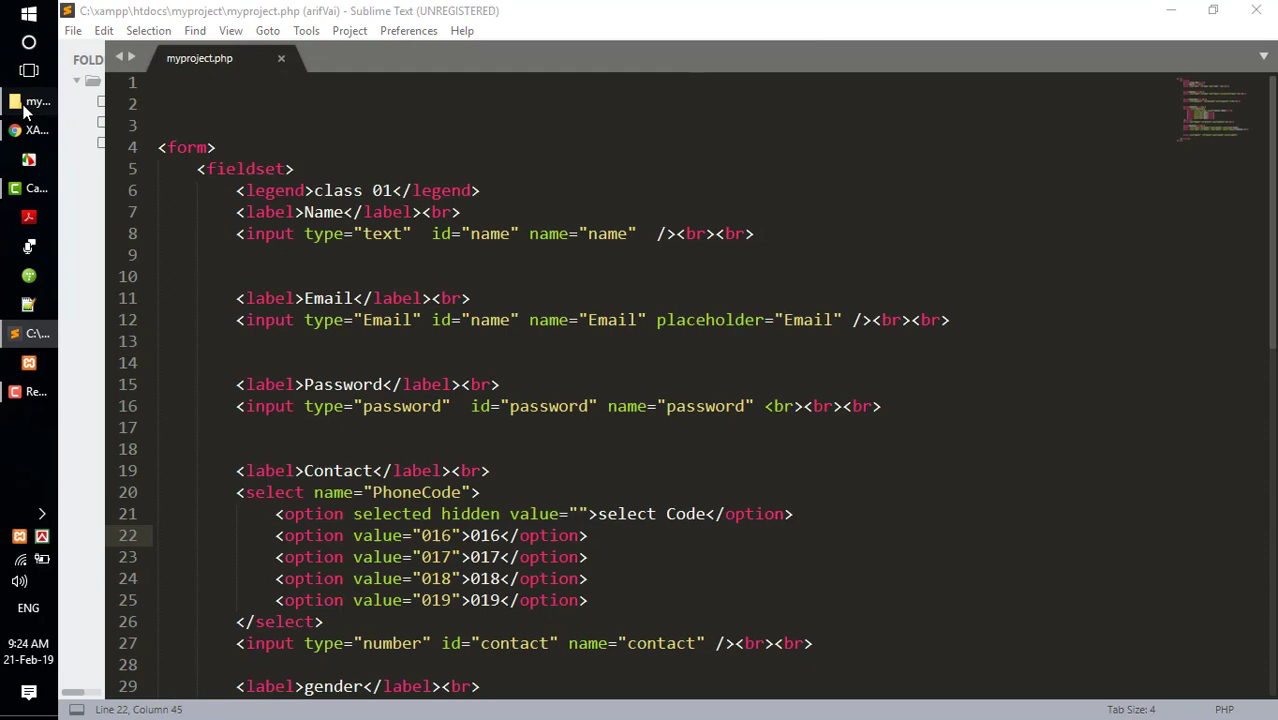 C:\xampp\htdocs\myproject\myproject.php (arifVai) - Sublime Text (UNREGISTERED)
File Edit Selection Find View Goto Tools Project Preferences Help
FOLD
myproject.php
1
2
3
4 <form>
5 <fieldset>
6 <legend>class 01</legend>
7 <label>Name</label><br>
8 <input type="text"  id="name" name="name"  /><br><br>
9
10
11 <label>Email</label><br>
12 <input type="Email" id="name" name="Email" placeholder="Email" /><br><br>
13
14
15 <label>Password</label><br>
16 <input type="password"  id="password" name="password" <br><br><br>
17
18
19 <label>Contact</label><br>
20 <select name="PhoneCode">
21 <option selected hidden value="">select Code</option>
22 <option value="016">016</option>
23 <option value="017">017</option>
24 <option value="018">018</option>
25 <option value="019">019</option>
26 </select>
27 <input type="number" id="contact" name="contact" /><br><br>
28
29 <label>gender</label><br>
my...
XA...
Ca...
C:\...
Re...
ENG
9:24 AM
21-Feb-19
Line 22, Column 45
Tab Size: 4
PHP